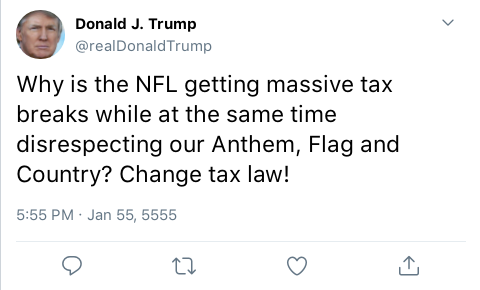 Donald J. Trump
@realDonaldTrump
Why is the NFL getting massive tax
breaks while at the same time
disrespecting our Anthem, Flag and
Country? Change tax law!
5:55 PM · Jan 55, 5555